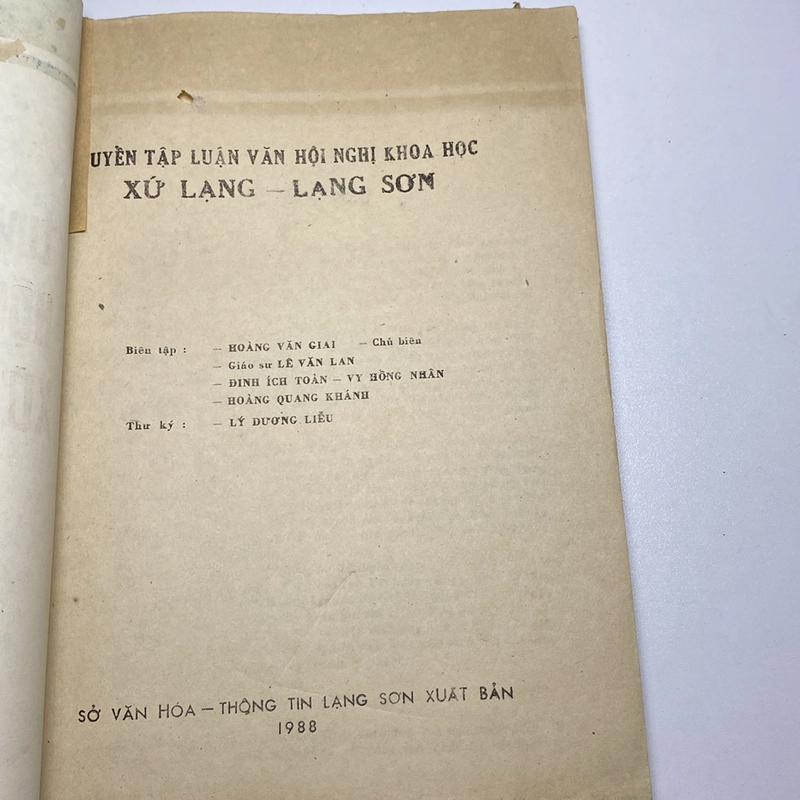 UYỂN TẬP LUẬN VĂN HỘI NGHỊ KHOA HỌC
XỨ LẠNG – LẠNG SƠN
Biên tập : – HOÀNG VĂN GIAI – Chủ biên
– Giáo sư LÊ VĂN LAN
– ĐINH ÍCH TOÀN – VY HỒNG NHÂN
– HOÀNG QUANG KHÁNH
Thư ký : – LÝ DƯƠNG LIỄU
SỞ VĂN HÓA – THÔNG TIN LẠNG SƠN XUẤT BẢN
1988